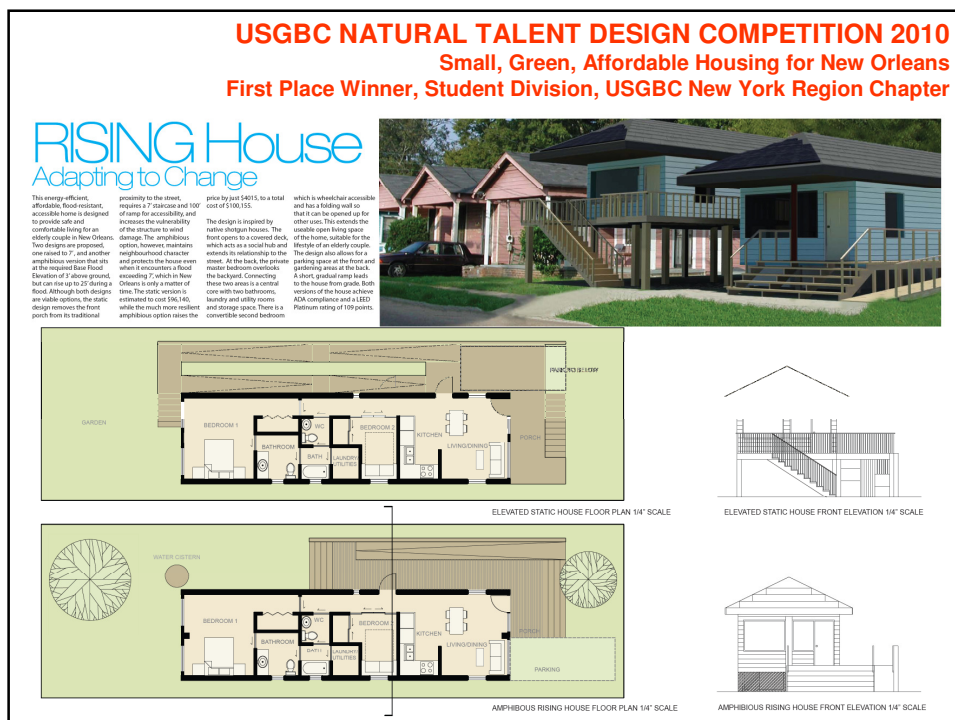 USGBC NATURAL TALENT DESIGN COMPETITION 2010
Small, Green, Affordable Housing for New Orleans
First Place Winner, Student Division, USGBC New York Region Chapter
RISING House
Adapting to Change
This energy-efficient,
affordable, flood-resistant,
accessible home is designed
to provide safe and
comfortable living for an
elderly couple in New Orleans.
Two designs are proposed,
one raised to 7', and another
amphibious version that sits
at the required Base Flood
Elevation of 3' above ground,
but can rise up to 25' during a
flood. Although both designs
are viable options, the static
design removes the front
porch from its traditional
proximity to the street,
requires a 7' staircase and 100'
of ramp for accessibility, and
increases the vulnerability
of the structure to wind
damage. The amphibious
option, however, maintains
neighbourhood character
and protects the house even
when it encounters a flood
exceeding 7', which in New
Orleans is only a matter of
time. The static version is
estimated to cost $96,140,
while the much more resilient
amphibious option raises the
price by just $4015, to a total
cost of $100,155.
The design is inspired by
native shotgun houses. The
front opens to a covered deck,
which acts as a social hub and
extends its relationship to the
street. At the back, the private
master bedroom overlooks
the backyard. Connecting
these two areas is a central
core with two bathrooms,
laundry and utility rooms
and storage space. There is a
convertible second bedroom
which is wheelchair accessible
and has a folding wall so
that it can be opened up for
other uses. This extends the
useable open living space
of the home, suitable for the
lifestyle of an elderly couple.
The design also allows for a
parking space at the front and
gardening areas at the back.
A short, gradual ramp leads
to the house from grade. Both
versions of the house achieve
ADA compliance and a LEED
Platinum rating of 109 points.
GARDEN
BEDROOM 1
BATHROOM
WC
BATH
LAUNDRY/
UTILITIES
BEDROOM 2
KITCHEN
LIVING/DINING
PORCH
ELEVATED STATIC HOUSE FLOOR PLAN 1/4" SCALE
ELEVATED STATIC HOUSE FRONT ELEVATION 1/4" SCALE
WATER CISTERN
BEDROOM 1
BATHROOM
WC
BATH
LAUNDRY/
UTILITIES
BEDROOM 2
KITCHEN
LIVING/DINING
PORCH
PARKING
AMPHIBIOUS RISING HOUSE FLOOR PLAN 1/4" SCALE
AMPHIBIOUS RISING HOUSE FRONT ELEVATION 1/4" SCALE